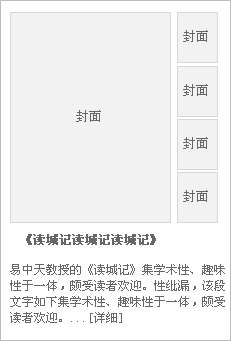 封面
封面
封面
封面
封面
《读城记读城记读城记》
易中天教授的《读城记》集学术性、趣味
性于一体，颇受读者欢迎。性纰漏，该段
文字如下集学术性、趣味性于一体，颇受
读者欢迎。...[详细]